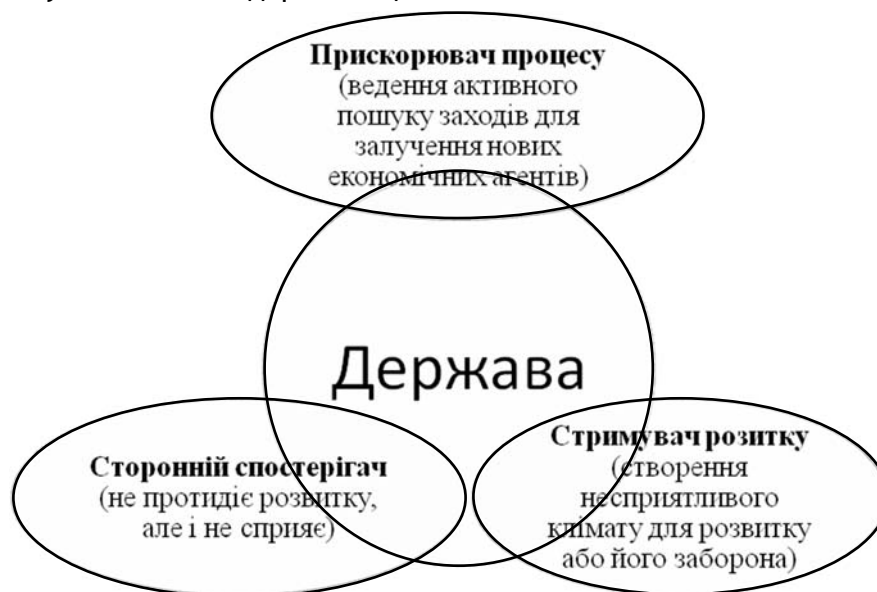 Прискорювач процесу
(ведення активного
пошуку заходів для
залучення нових
економічних агентів)
Держава
Сторонній спостерігач
(не протидіє розвитку,
але і не сприяє)
Стримувач розитку
(створення
несприятливого
клімату для розвитку
або його заборона)